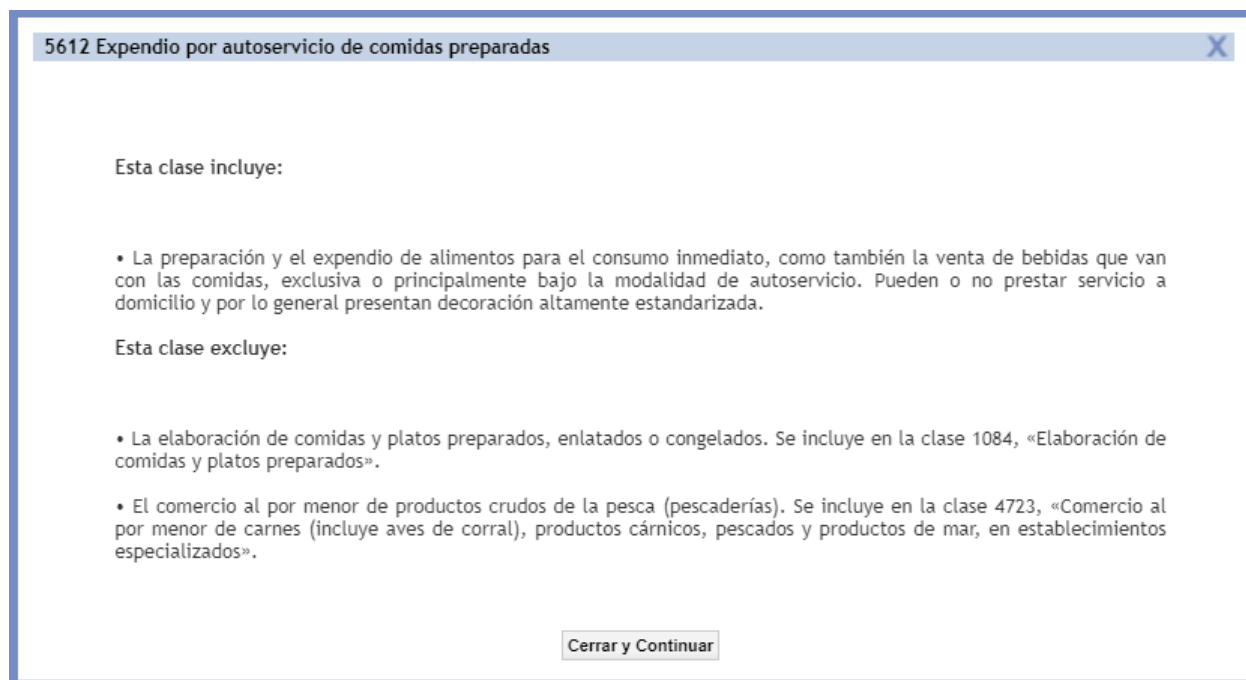 5612 Expendio por autoservicio de comidas preparadas
X
Esta clase incluye:
• La preparación y el expendio de alimentos para el consumo inmediato, como también la venta de bebidas que van
con las comidas, exclusiva o principalmente bajo la modalidad de autoservicio. Pueden o no prestar servicio a
domicilio y por lo general presentan decoración altamente estandarizada.
Esta clase excluye:
• La elaboración de comidas y platos preparados, enlatados o congelados. Se incluye en la clase 1084, «Elaboración de
comidas y platos preparados».
• El comercio al por menor de productos crudos de la pesca (pescaderías). Se incluye en la clase 4723, «Comercio al
por menor de carnes (incluye aves de corral), productos cárnicos, pescados y productos de mar, en establecimientos
especializados».
Cerrar y Continuar